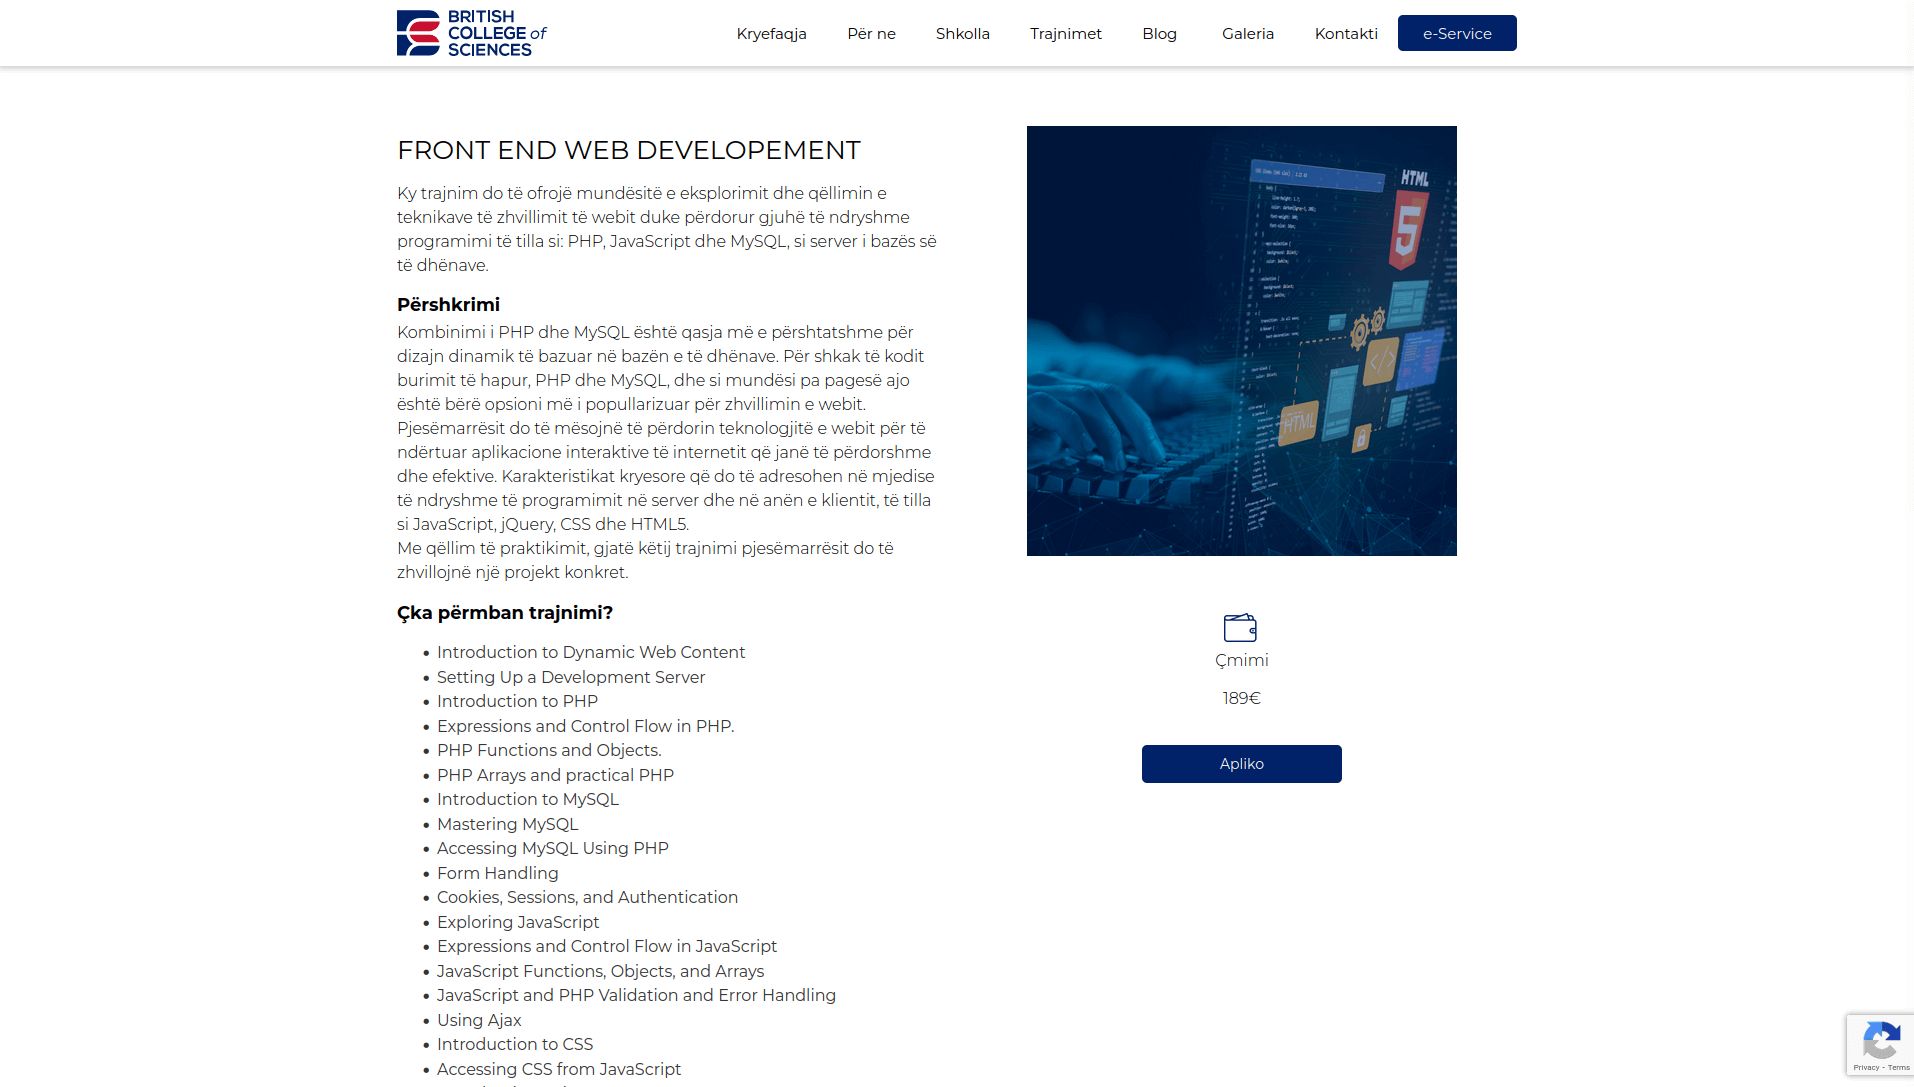 BRITISH
COLLEGE of
SCIENCES
Kryefaqja
Për ne
Shkolla
Trajnimet
Blog
Galeria
Kontakti
e-Service
FRONT END WEB DEVELOPEMENT
Ky trajnim do të ofrojë mundësitë e eksplorimit dhe qëllimin e
teknikave të zhvillimit të webit duke përdorur gjuhë të ndryshme
programimi të tilla si: PHP, JavaScript dhe MySQL, si server i bazës së
të dhënave.
Përshkrimi
Kombinimi i PHP dhe MySQL është qasja më e përshtatshme për
dizajn dinamik të bazuar në bazën e të dhënave. Për shkak të kodit
burimit të hapur, PHP dhe MySQL, dhe si mundësi pa pagesë ajo
është bërë opsioni më i popullarizuar për zhvillimin e webit.
Pjesëmarrësit do të mësojnë të përdorin teknologjitë e webit për të
ndërtuar aplikacione interaktive të internetit që janë të përdorshme
dhe efektive. Karakteristikat kryesore që do të adresohen në mjedise
të ndryshme të programimit në server dhe në anën e klientit, të tilla
si JavaScript, jQuery, CSS dhe HTML5.
Me qëllim të praktikimit, gjatë këtij trajnimi pjesëmarrësit do të
zhvillojnë një projekt konkret.
Çka përmban trajnimi?
Introduction to Dynamic Web Content
Setting Up a Development Server
Introduction to PHP
Expressions and Control Flow in PHP.
PHP Functions and Objects.
PHP Arrays and practical PHP
Introduction to MySQL
Mastering MySQL
Accessing MySQL Using PHP
Form Handling
Cookies, Sessions, and Authentication
Exploring JavaScript
Expressions and Control Flow in JavaScript
JavaScript Functions, Objects, and Arrays
JavaScript and PHP Validation and Error Handling
Using Ajax
Introduction to CSS
Accessing CSS from JavaScript
HTML
5
</>
HTML
Çmimi
189€
Apliko
Privacy - Terms